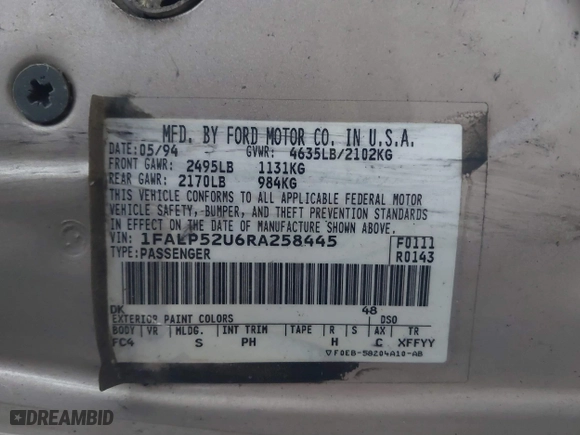 MFD. BY FORD MOTOR CO. IN U.S.A.
DATE: 05/94 GVWR: 4635LB/2102KG
FRONT GAWR: 2495LB 1131KG
REAR GAWR: 2170LB 984KG
THIS VEHICLE CONFORMS TO ALL APPLICABLE FEDERAL MOTOR
VEHICLE SAFETY, BUMPER, AND THEFT PREVENTION STANDARDS
IN EFFECT ON THE DATE OF MANUFACTURE SHOWN ABOVE.
VIN: 1FALP52U6RA258445 F0111
TYPE: PASSENGER R0143
DK 48
EXTERIOR PAINT COLORS DSO
BODY VR MLDG. INT TRIM TAPE R S AX TR
FC4 S PH H C XFFYY
▽F0EB-58204A10-AB
DREAMBID